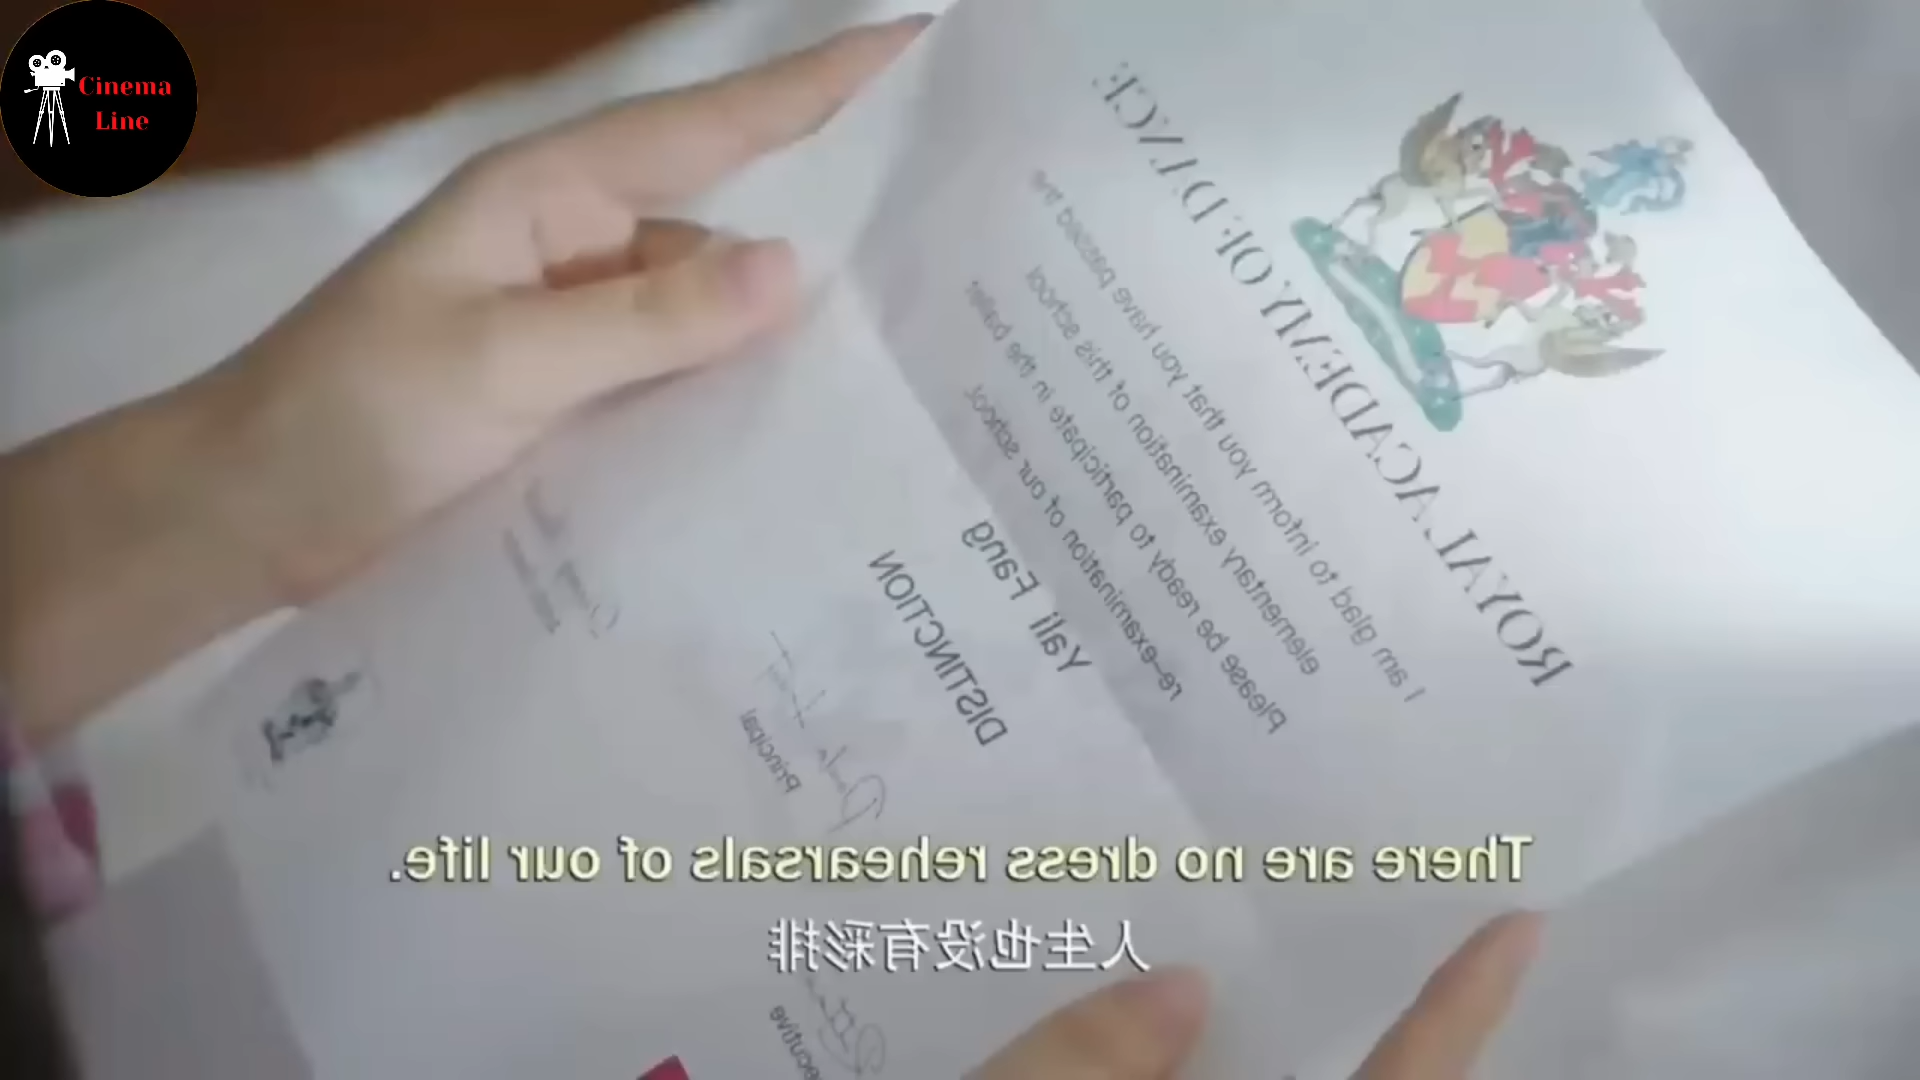 Cinema
Line
ROYAL ACADEMY OF DANCE
I am glad to inform you that you have passed the
elementary examination of this school
Please be ready to participate in the ballet
re-examination of our school.
Yali Fang
DISTINCTION
Principal
There are no dress rehearsals of our life.
人生也没有彩排